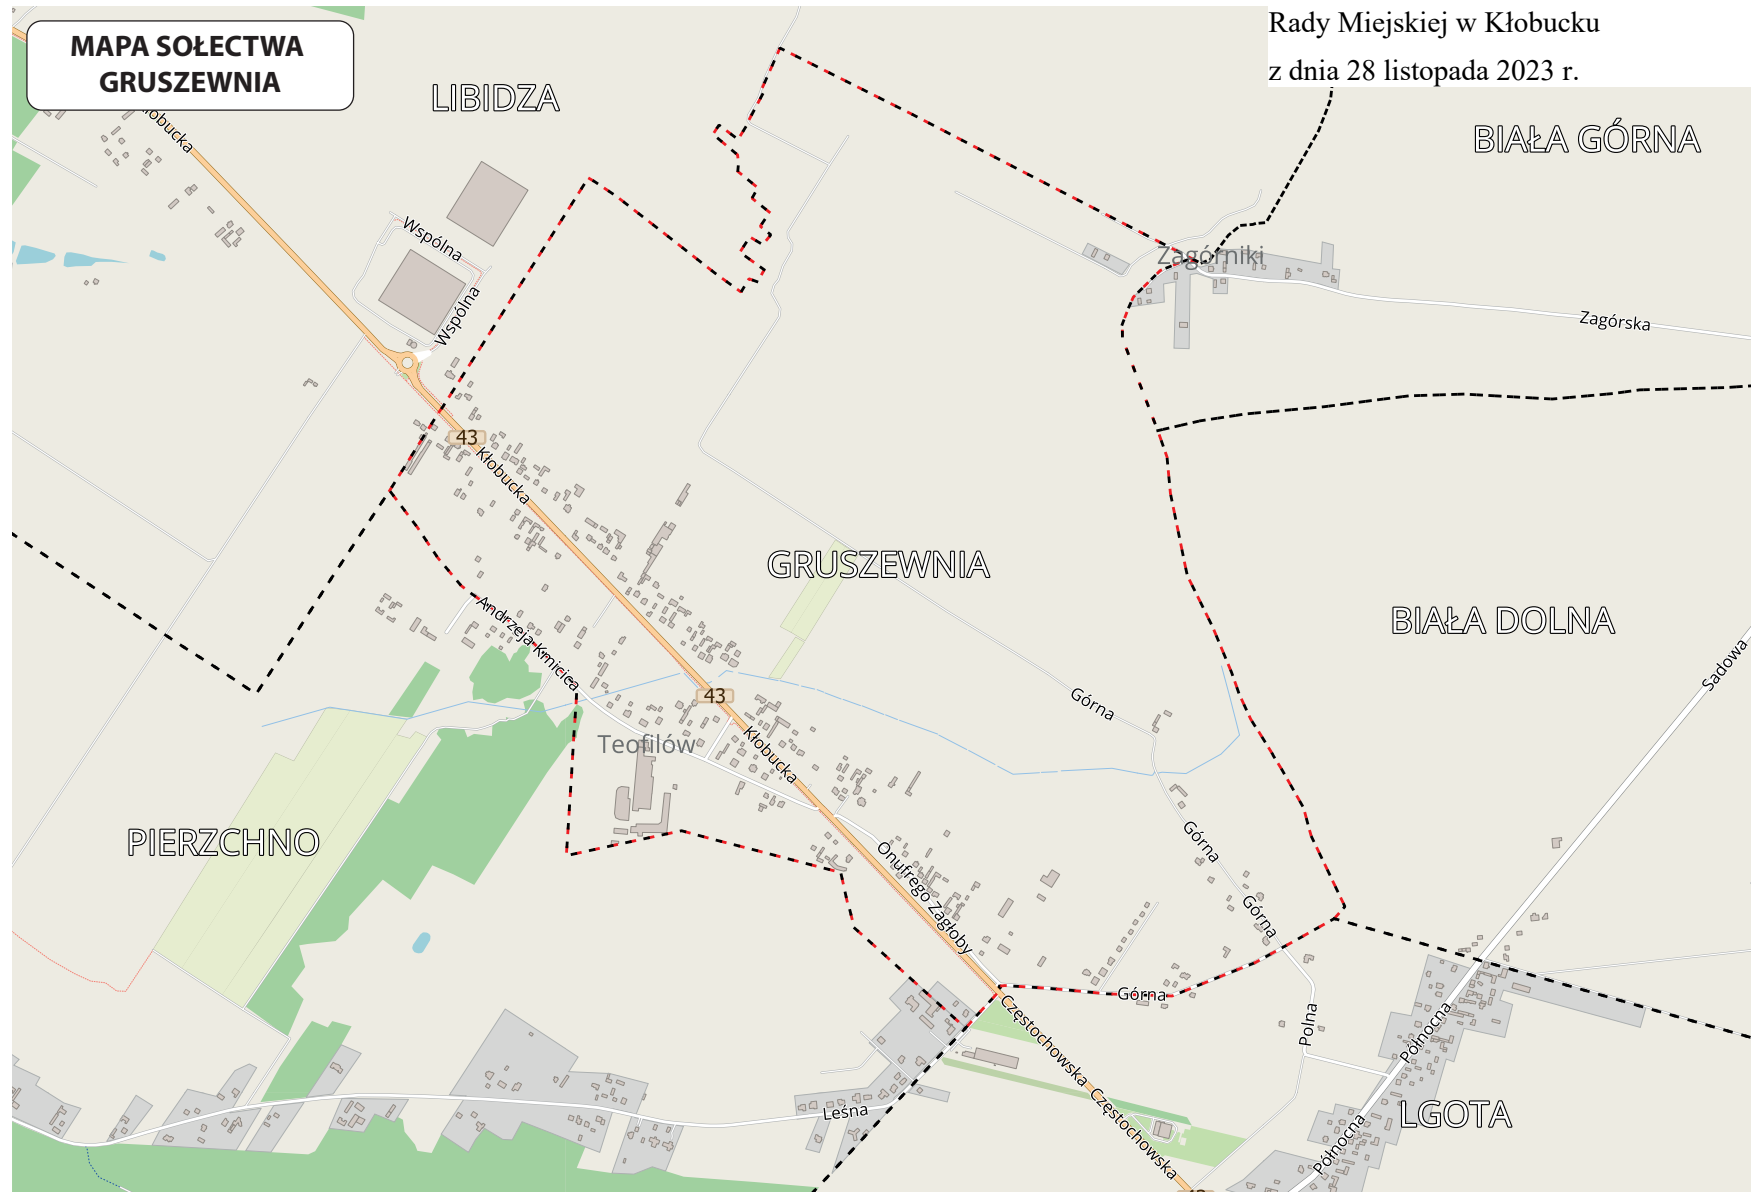 Rady Miejskiej w Kłobucku
z dnia 28 listopada 2023 r.
MAPA SOŁECTWA
GRUSZEWNIA
LIBIDZA
BIAŁA GÓRNA
Wspólna
Wspólna
Zagórniki
Zagórska
43
Kłobucka
GRUSZEWNIA
BIAŁA DOLNA
Andrzeja Kmicica
Sadowa
43
Górna
Teofilów
Kłobucka
PIERZCHNO
Górna
Onufrego Zagłoby
Górna
Górna
Częstochowska
Polna
Północna
Częstochowska
Leśna
LGOTA
Północna